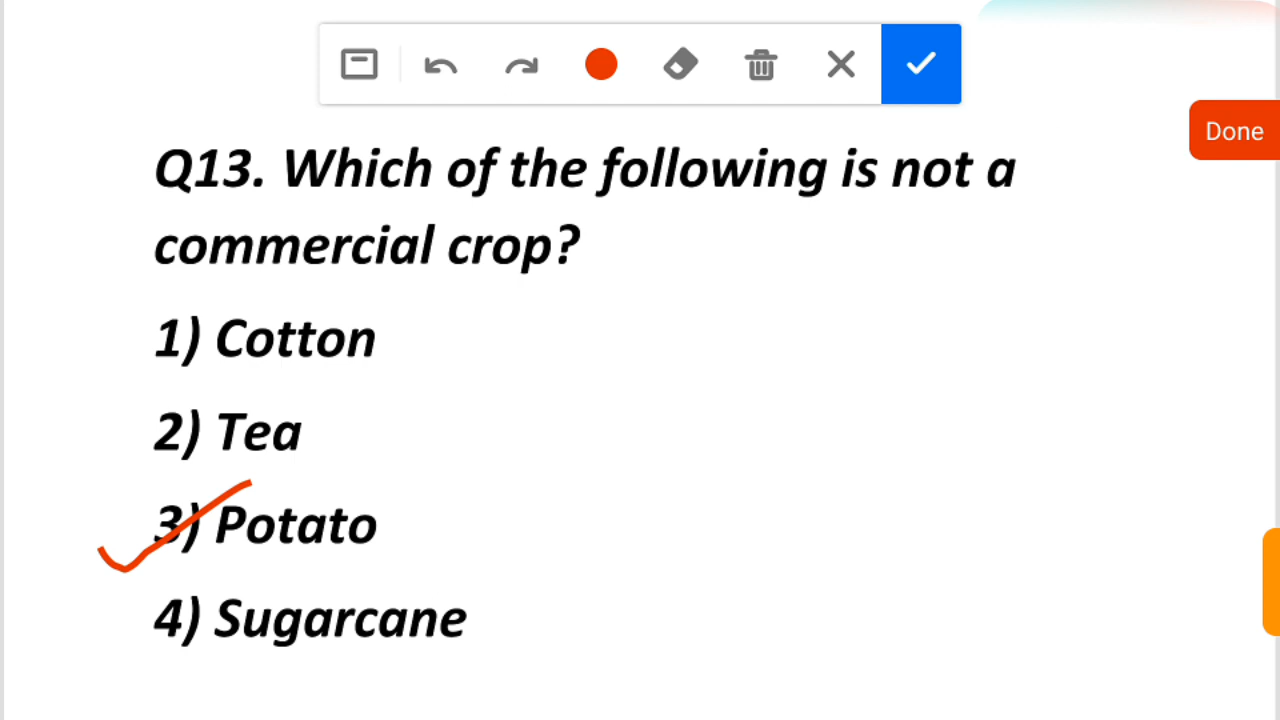 Done
Q13. Which of the following is not a
commercial crop?
1) Cotton
2) Tea
3) Potato
4) Sugarcane